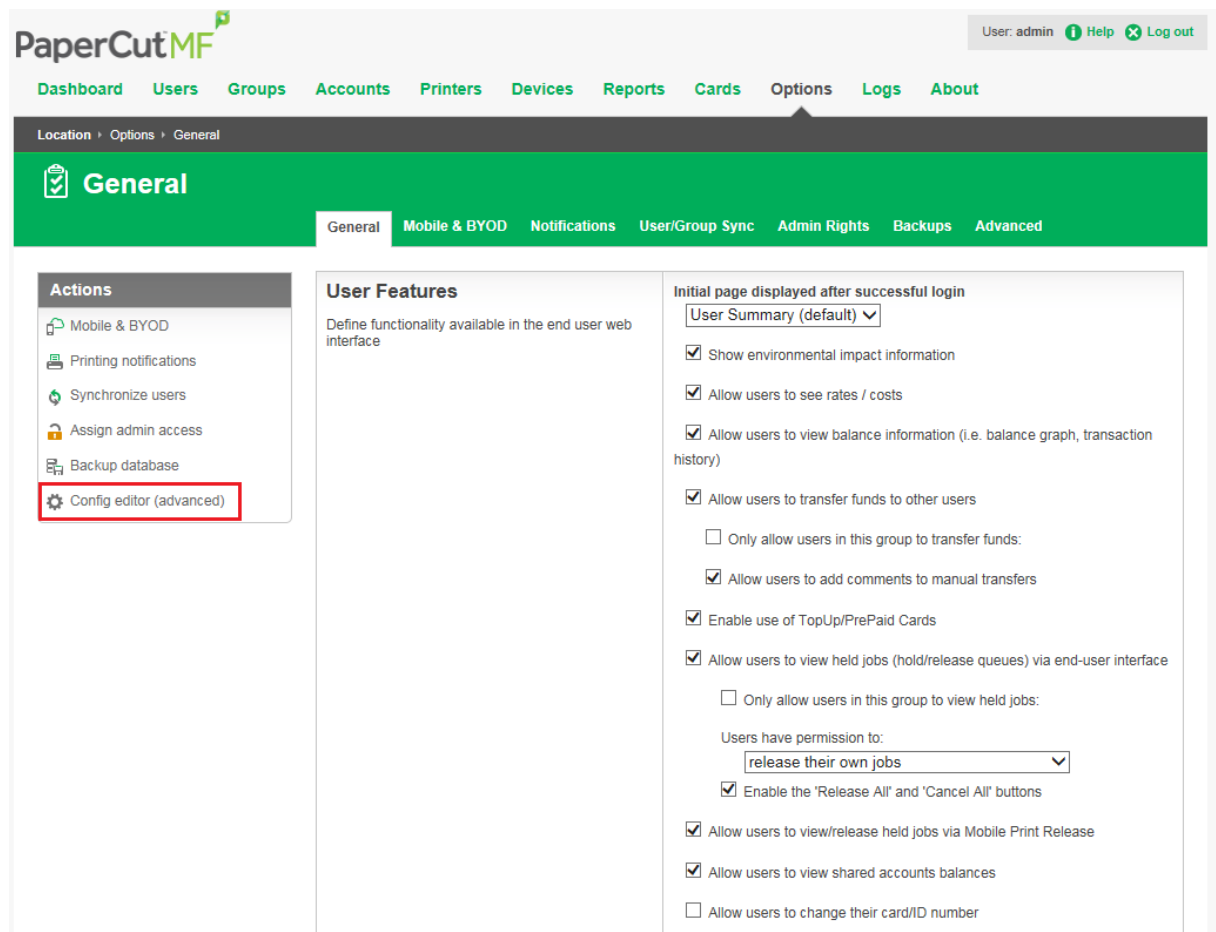 PaperCut MF
User: admin Help Log out
Dashboard Users Groups Accounts Printers Devices Reports Cards Options Logs About
Location Options General
General
General Mobile & BYOD Notifications User/Group Sync Admin Rights Backups Advanced
Actions
Mobile & BYOD
Printing notifications
Synchronize users
Assign admin access
Backup database
Config editor (advanced)
User Features
Define functionality available in the end user web
interface
Initial page displayed after successful login
User Summary (default)
Show environmental impact information
Allow users to see rates / costs
Allow users to view balance information (i.e. balance graph, transaction
history)
Allow users to transfer funds to other users
Only allow users in this group to transfer funds:
Allow users to add comments to manual transfers
Enable use of TopUp/PrePaid Cards
Allow users to view held jobs (hold/release queues) via end-user interface
Only allow users in this group to view held jobs:
Users have permission to:
release their own jobs
Enable the 'Release All' and 'Cancel All' buttons
Allow users to view/release held jobs via Mobile Print Release
Allow users to view shared accounts balances
Allow users to change their card/ID number